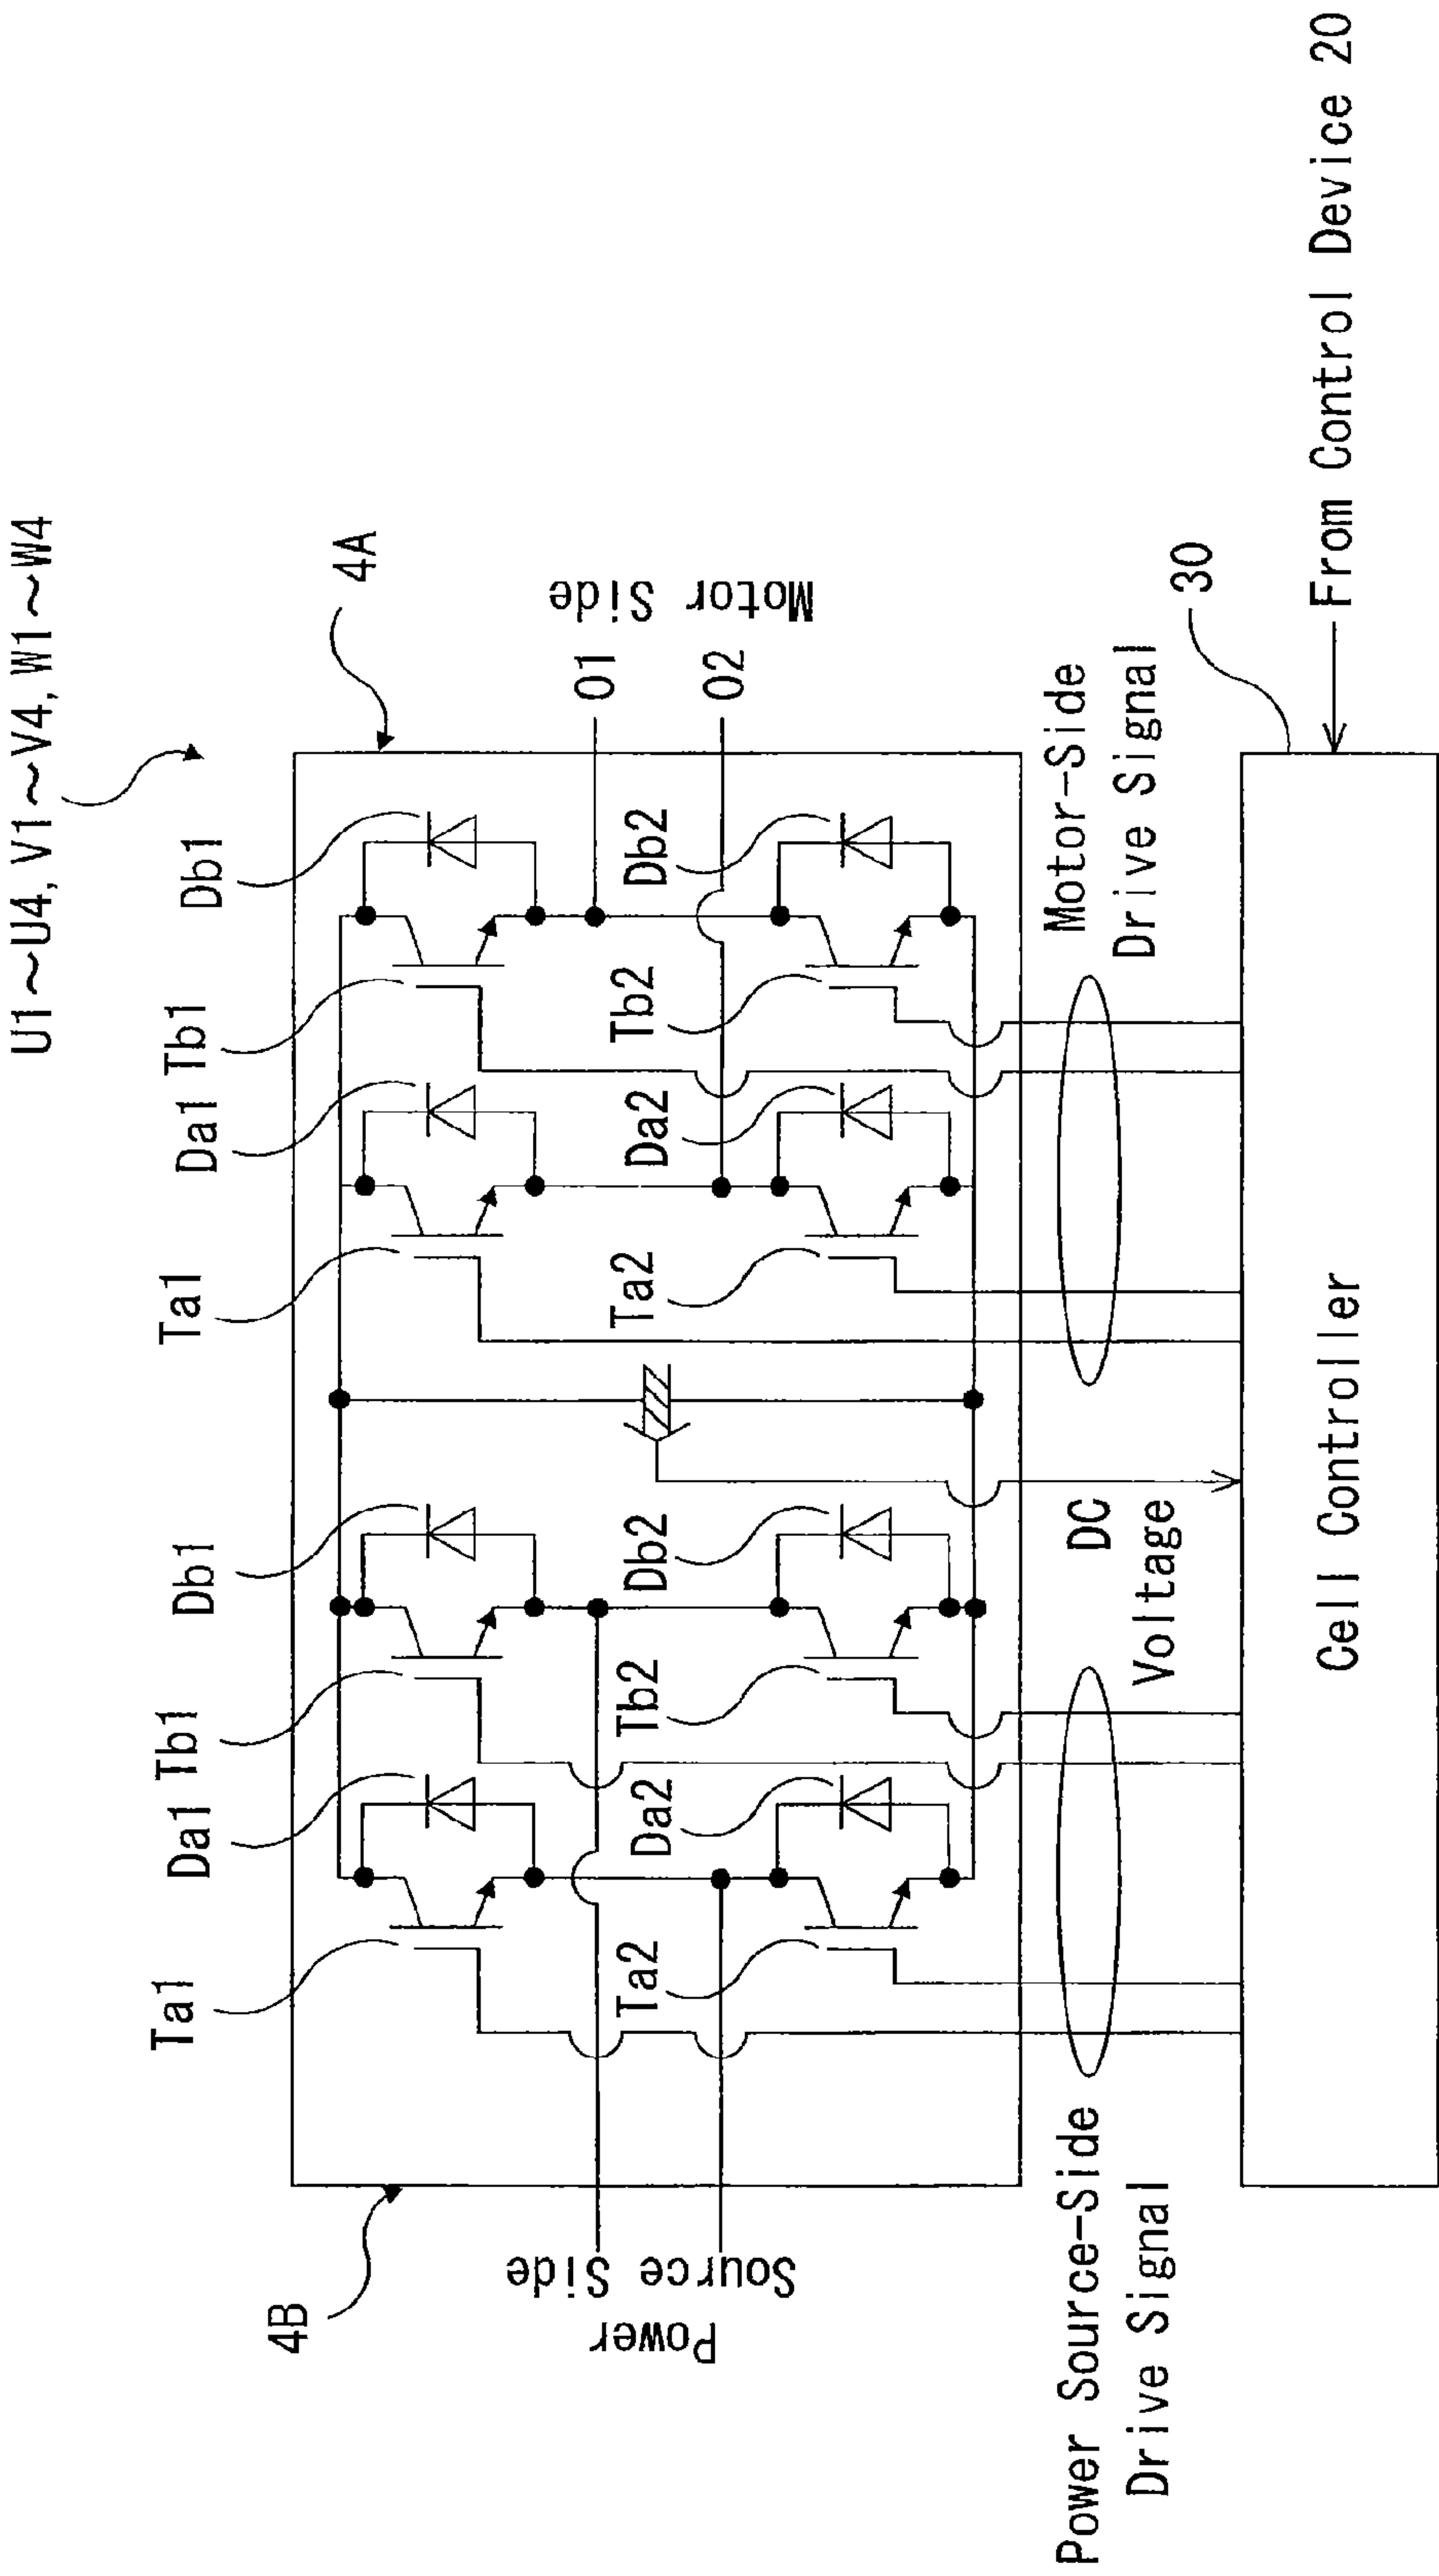 U1～U4, V1～V4, W1～W4
4B
4A
Ta1
Da1
Tb1
Db1
Ta1
Da1
Tb1
Db1
Ta2
Da2
Tb2
Db2
Ta2
Da2
Tb2
Db2
Power
Source Side
O1
O2
Motor Side
Power Source-Side
Drive Signal
DC
Voltage
Motor-Side
Drive Signal
30
Cell Controller
From Control Device 20